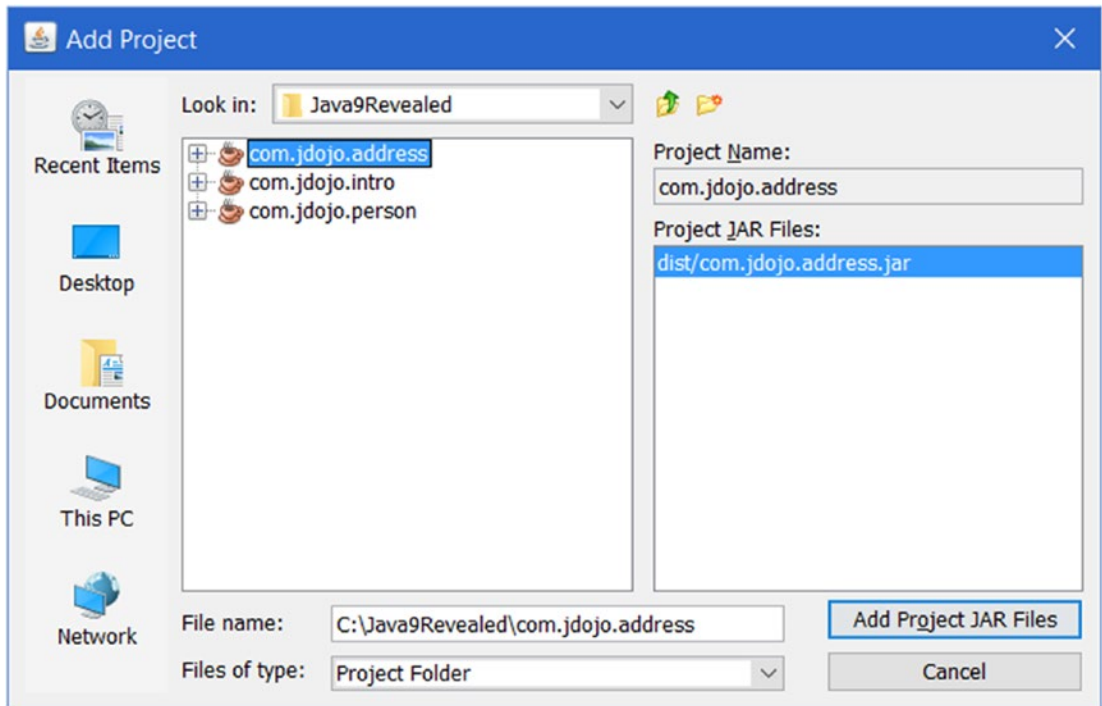 Add Project
Look in:
Java9Revealed
Recent Items
Desktop
Documents
This PC
Network
com.jdojo.address
com.jdojo.intro
com.jdojo.person
Project Name:
com.jdojo.address
Project JAR Files:
dist/com.jdojo.address.jar
File name:
C:\Java9Revealed\com.jdojo.address
Add Project JAR Files
Files of type:
Project Folder
Cancel